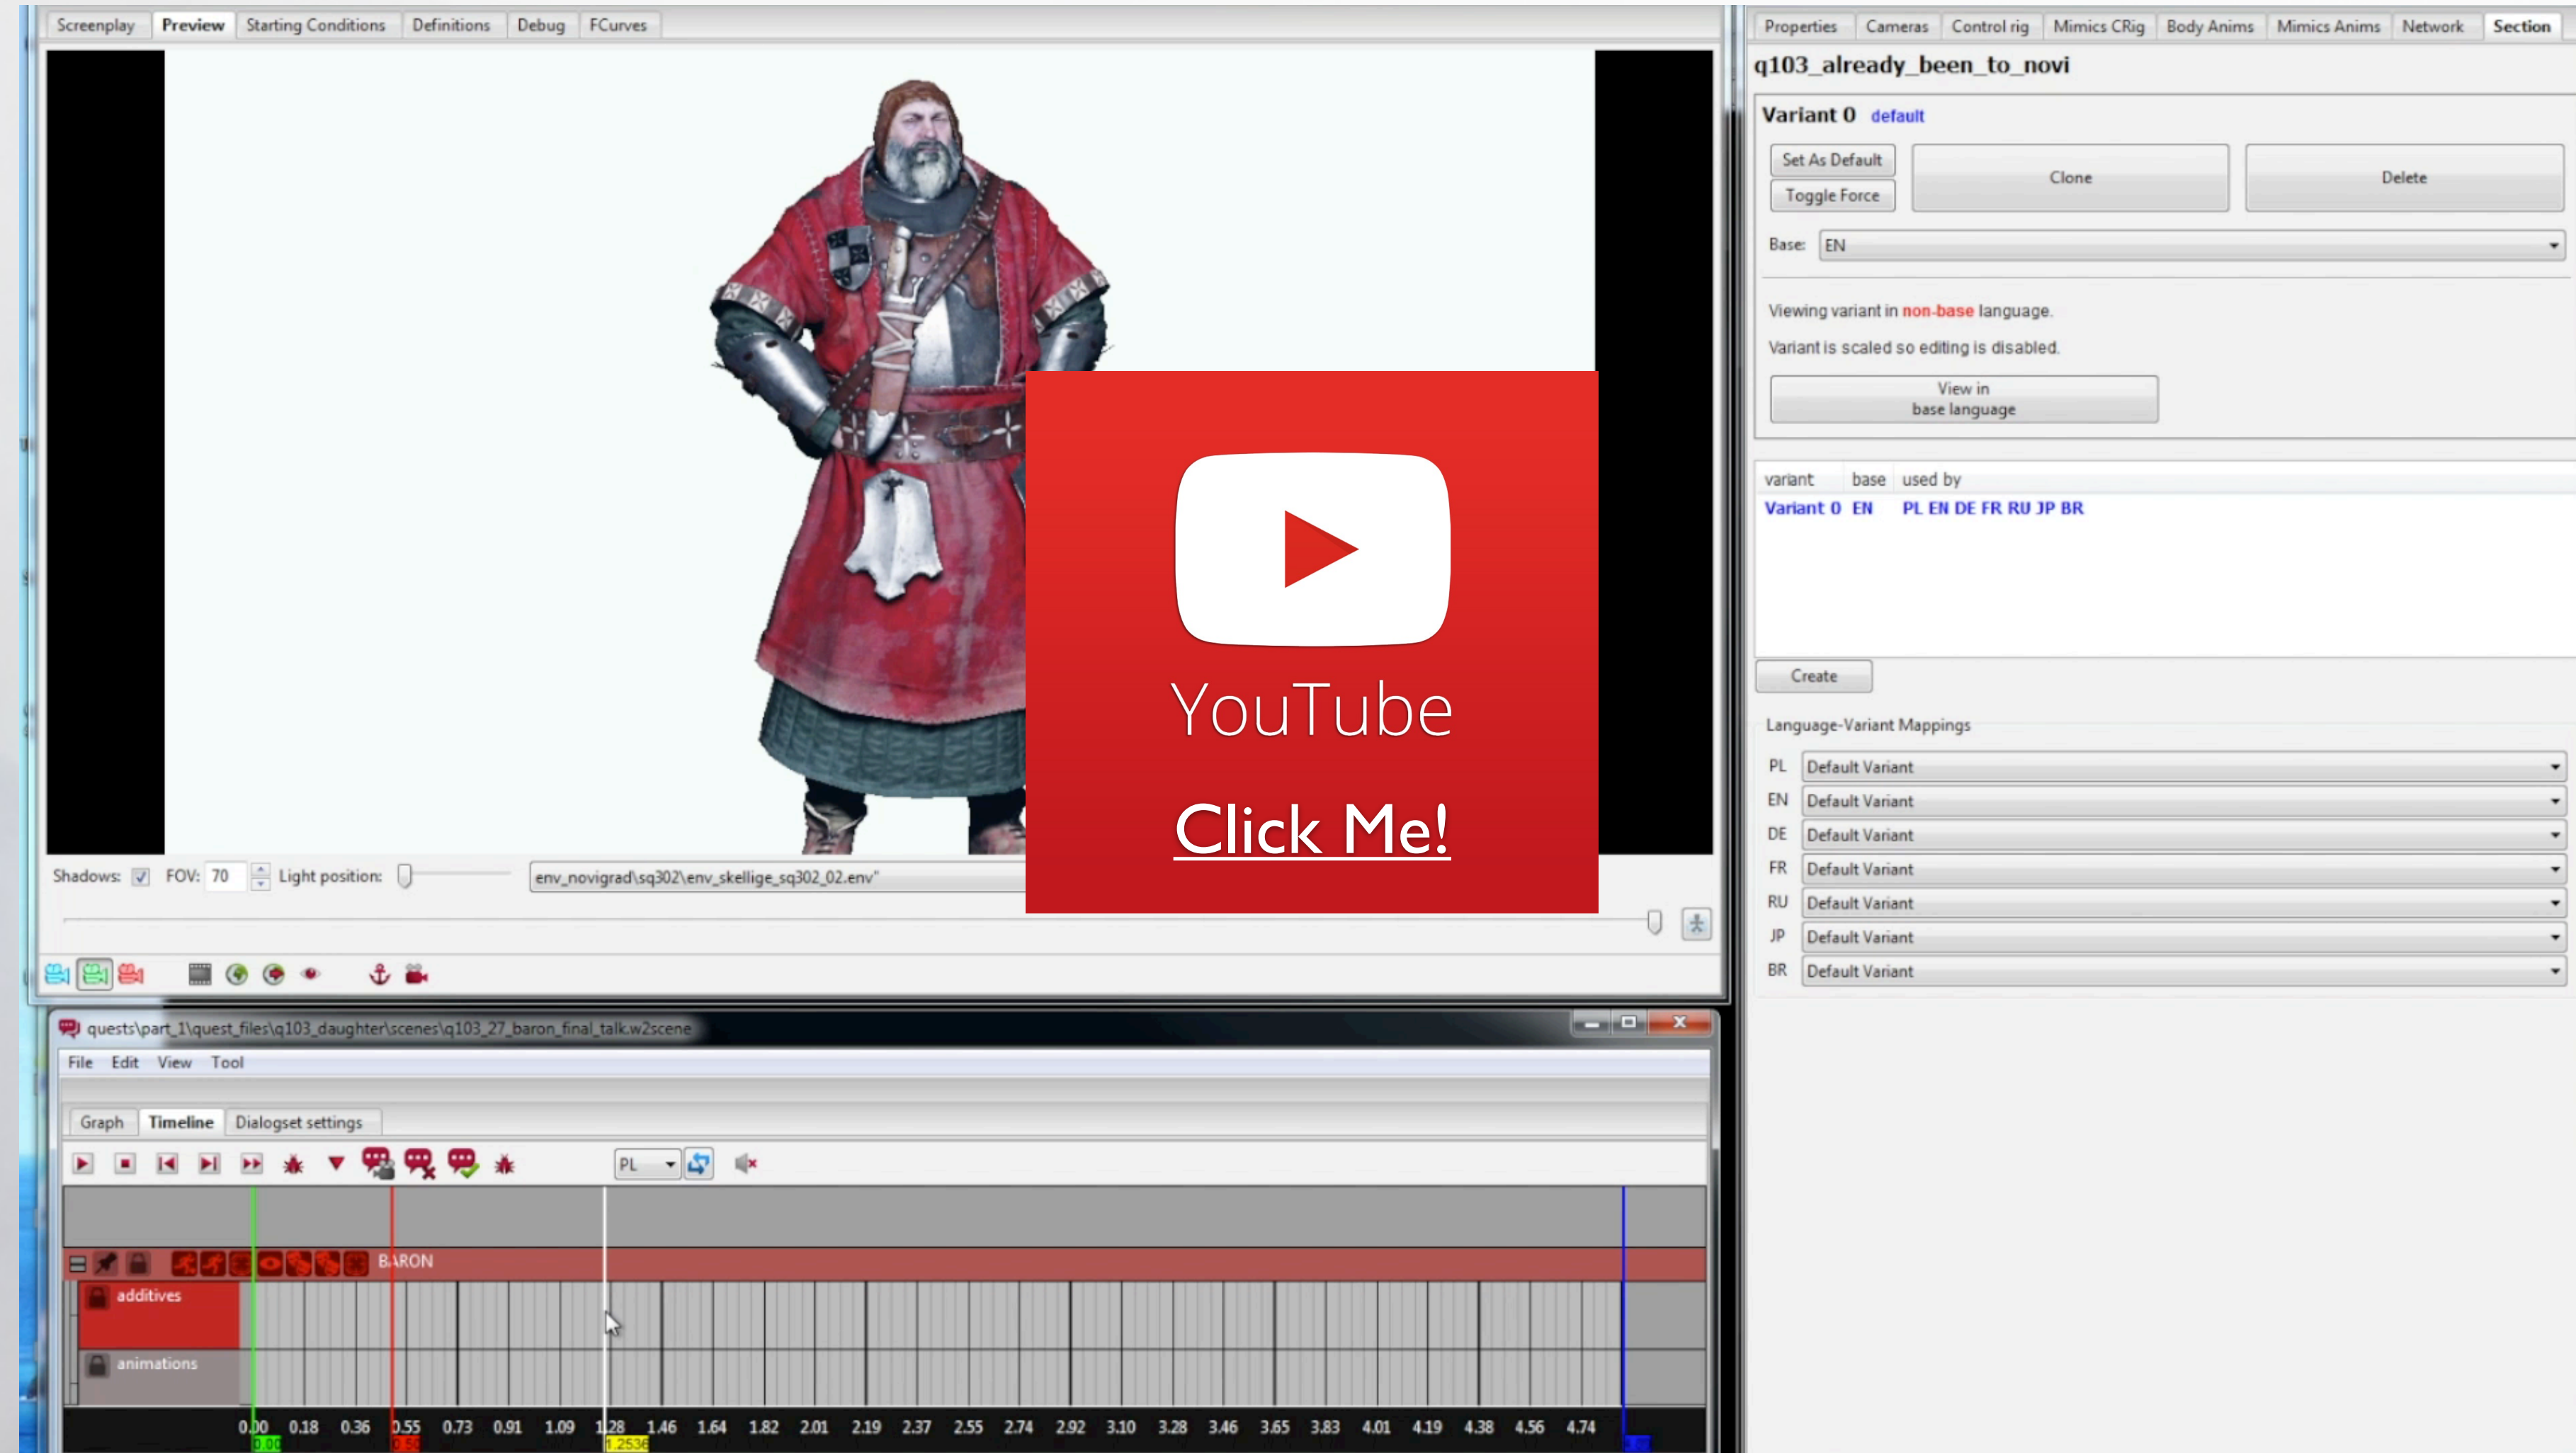 Screenplay Preview Starting Conditions Definitions Debug FCurves
Shadows: FOV: 70 Light position: env_novigrad\sq302\env_skellige_sq302_02.env"
YouTube
Click Me!
Properties Cameras Control rig Mimics CRig Body Anims Mimics Anims Network Section
q103_already_been_to_novi
Variant 0 default
Set As Default
Toggle Force
Clone
Delete
Base: EN
Viewing variant in non-base language.
Variant is scaled so editing is disabled.
View in
base language
variant base used by
Variant 0 EN PL EN DE FR RU JP BR
Create
Language-Variant Mappings
PL Default Variant
EN Default Variant
DE Default Variant
FR Default Variant
RU Default Variant
JP Default Variant
BR Default Variant
quests\part_1\quest_files\q103_daughter\scenes\q103_27_baron_final_talk.w2scene
File Edit View Tool
Graph Timeline Dialogset settings
PL
BARON
additives
animations
0.00 0.18 0.36 0.55 0.73 0.91 1.09 1.28 1.46 1.64 1.82 2.01 2.19 2.37 2.55 2.74 2.92 3.10 3.28 3.46 3.65 3.83 4.01 4.19 4.38 4.56 4.74
0.00 1.2536